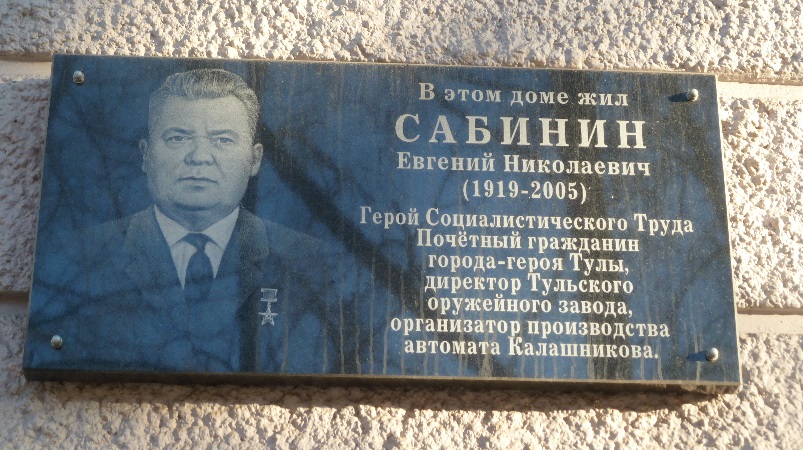 В этом доме жил
САБИНИН
Евгений Николаевич
(1919-2005)
Герой Социалистического Труда
Почётный гражданин
города-героя Тулы,
директор Тульского
оружейного завода,
организатор производства
автомата Калашникова.